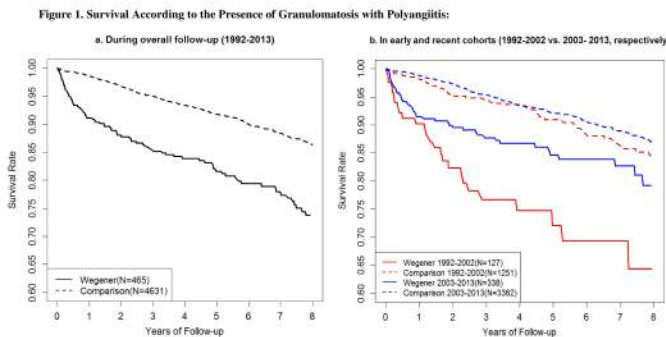 Figure 1. Survival According to the Presence of Granulomatosis with Polyangiitis:
a. During overall follow-up (1992-2013)
Survival Rate
1.00
0.95
0.90
0.85
0.80
0.75
0.70
0.65
0.60
Wegener(N=465)
Comparison(N=4631)
0 1 2 3 4 5 6 7 8
Years of Follow-up
b. In early and recent cohorts (1992-2002 vs. 2003- 2013, respectively
Survival Rate
1.00
0.95
0.90
0.85
0.80
0.75
0.70
0.65
0.60
Wegener 1992-2002(N=127)
Comparison 1992-2002(N=1251)
Wegener 2003-2013(N=338)
Comparison 2003-2013(N=3362)
0 1 2 3 4 5 6 7 8
Years of Follow-up